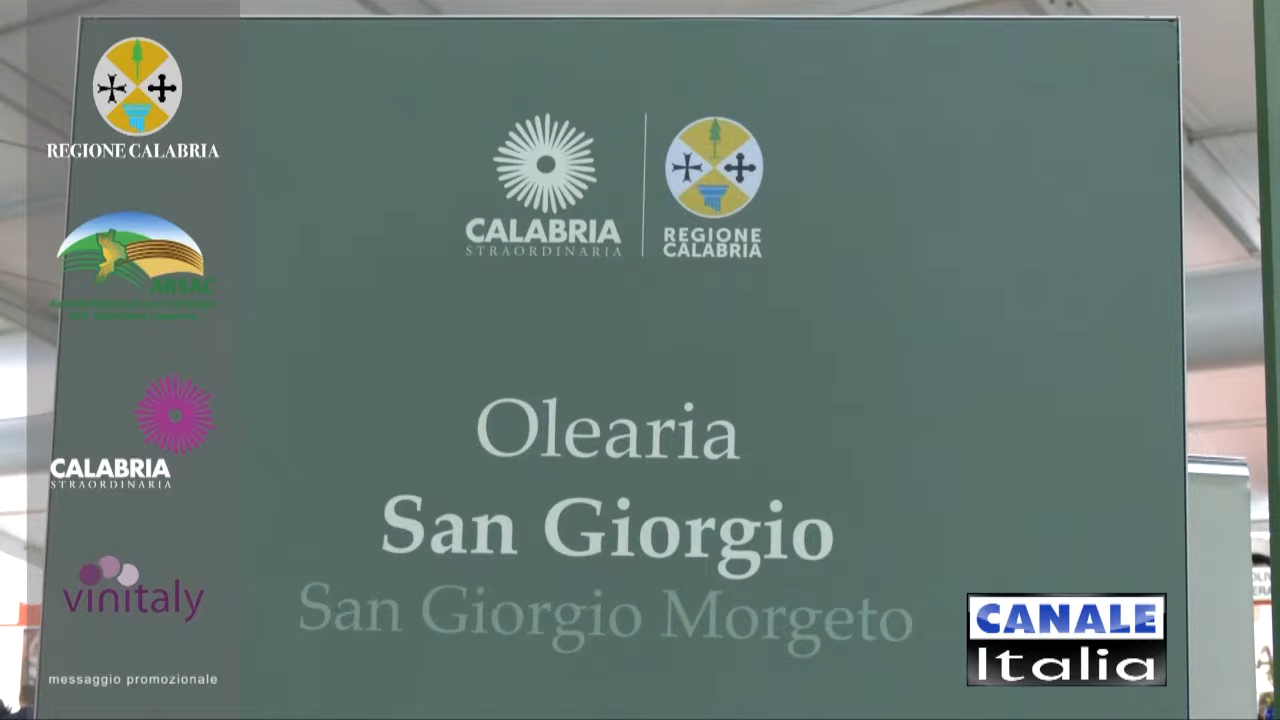 REGIONE CALABRIA
ARSAC
CALABRIA
STRAORDINARIA
vinitaly
messaggio promozionale
CALABRIA
STRAORDINARIA
REGIONE
CALABRIA
Olearia
San Giorgio
San Giorgio Morgeto
CANALE
Italia